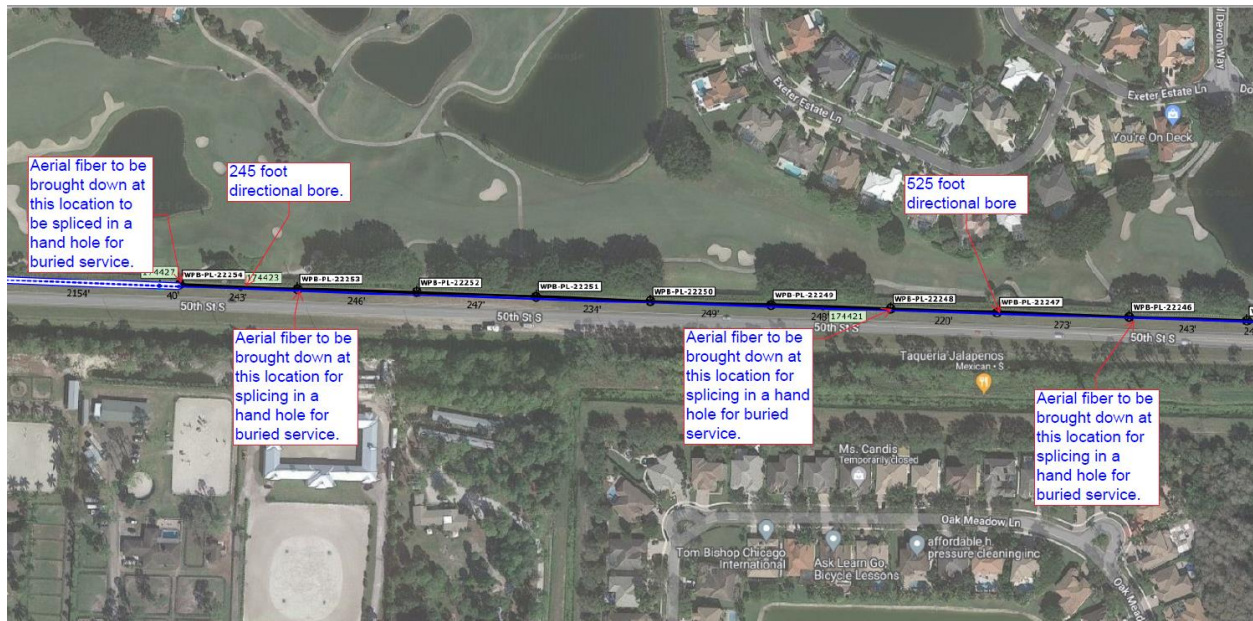 Devon Way
Exeter Estate Ln
Exeter Estate Ln
Do
You're On Deck
Aerial fiber to be
brought down at
this location to
be spliced in a
hand hole for
buried service.
245 foot
directional bore.
525 foot
directional bore
174427
WPB-PL-22254
174423
WPB-PL-22253
WPB-PL-22252
WPB-PL-22251
WPB-PL-22250
WPB-PL-22249
WPB-PL-22248
WPB-PL-22247
WPB-PL-22246
2154'
40'
243'
246'
247'
234'
249'
248'
174421
220'
273'
243'
50th St S
50th St S
50th St S
50th St S
Aerial fiber to be
brought down at
this location for
splicing in a
hand hole for
buried service.
Aerial fiber to be
brought down at
this location for
splicing in a hand
hole for buried
service.
Taqueria Jalapenos
Mexican • S
Aerial fiber to be
brought down at
this location for
splicing in a
hand hole for
buried service.
Ms. Candis
Temporarily closed
Oak Meadow Ln
Tom Bishop Chicago
International
Ask Learn Go,
Bicycle Lessons
affordable h.
pressure cleaning inc
Oak Mead